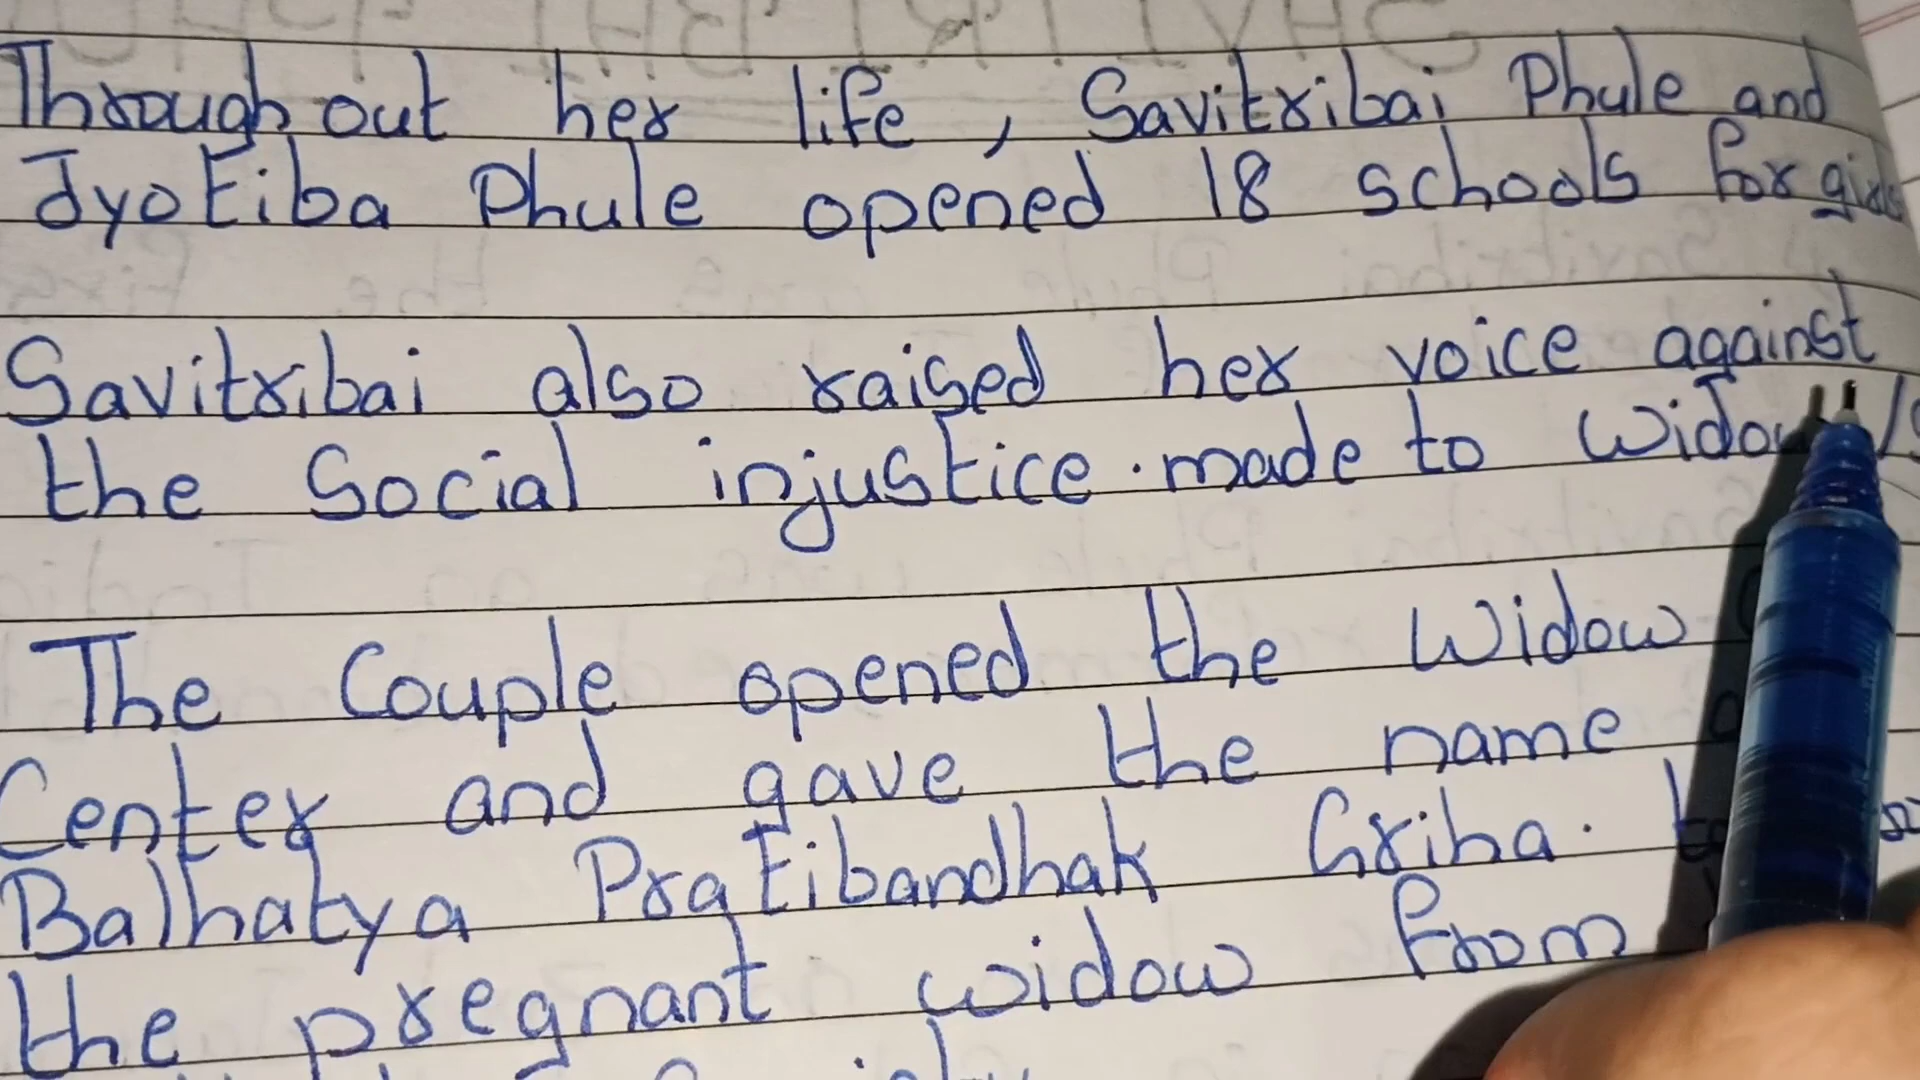 Throughout her life, Savitribai Phule and
Jyotiba Phule opened 18 schools for girls
Savitribai also raised her voice against
the Social injustice. made to
The Couple opened the Widow
Center and gave the name
Balhatya Pratibandhak Griha.
the pregnant widow from